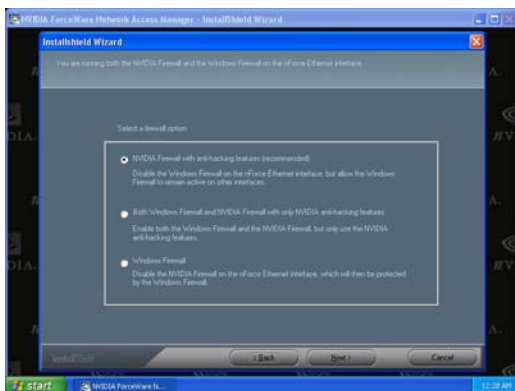 NVIDIA ForceWare Network Access Manager - InstallShield Wizard
InstallShield Wizard
You are running both the NVIDIA Firewall and the Windows Firewall on the nForce Ethernet interface.
Select a firewall option
NVIDIA Firewall with anti-hacking features (recommended)
Disable the Windows Firewall on the nForce Ethernet interface, but allow the Windows
Firewall to remain active on other interfaces.
Both Windows Firewall and NVIDIA Firewall with only NVIDIA anti-hacking features
Enable both the Windows Firewall and the NVIDIA Firewall, but only use the NVIDIA
anti-hacking features.
Windows Firewall
Disable the NVIDIA Firewall on the nForce Ethernet interface, which will then be protected
by the Windows Firewall.
InstallShield
< Back
Next >
Cancel
start
NVIDIA ForceWare N...
12:28 AM